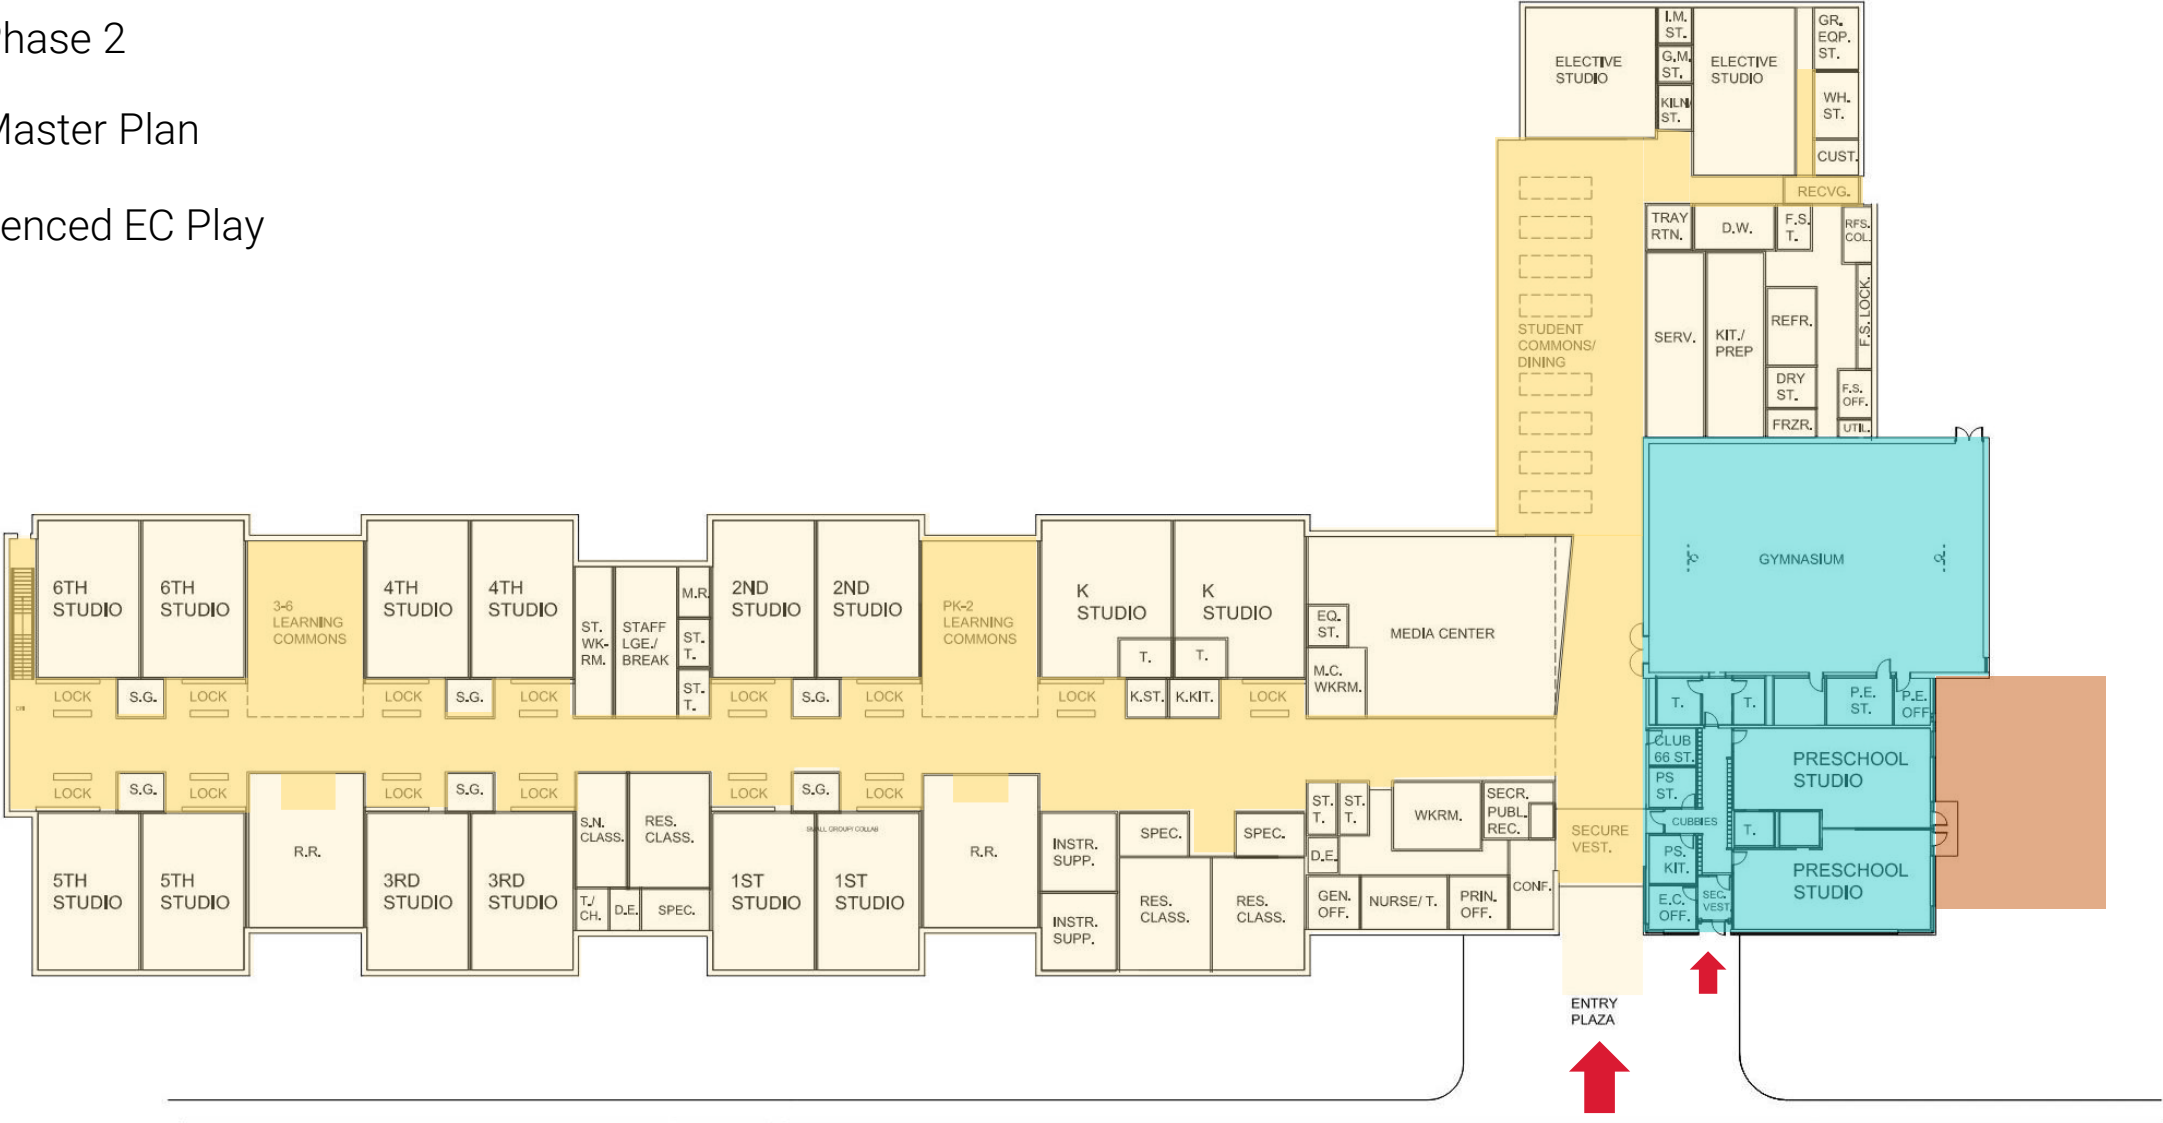 Phase 2
Master Plan
enced EC Play
ELECTIVE
STUDIO
I.M.
ST.
G.M.
ST.
KILN/
ST.
ELECTIVE
STUDIO
GR.
EQP.
ST.
WH.
ST.
CUST.
RECVG.
TRAY
RTN.
D.W.
F.S.
T.
RFS.
COL.
SERV.
KIT./
PREP
REFR.
F.S. LOCK.
DRY
ST.
F.S.
OFF.
FRZR.
UTIL.
STUDENT
COMMONS/
DINING
GYMNASIUM
6TH
STUDIO
6TH
STUDIO
3-6
LEARNING
COMMONS
4TH
STUDIO
4TH
STUDIO
ST.
WK-
RM.
STAFF
LGE./
BREAK
M.R.
ST.
T.
ST.
T.
2ND
STUDIO
2ND
STUDIO
PK-2
LEARNING
COMMONS
K
STUDIO
K
STUDIO
T.
T.
EQ.
ST.
M.C.
WKRM.
MEDIA CENTER
LOCK
S.G.
LOCK
LOCK
S.G.
LOCK
LOCK
S.G.
LOCK
LOCK
K.ST.
K.KIT.
LOCK
T.
T.
P.E.
ST.
P.E.
OFF
CLUB
66 ST.
PS
ST.
PRESCHOOL
STUDIO
CUBBIES
T.
PS.
KIT.
PRESCHOOL
STUDIO
E.C.
OFF.
SEC.
VEST.
LOCK
S.G.
LOCK
LOCK
S.G.
LOCK
LOCK
S.G.
LOCK
5TH
STUDIO
5TH
STUDIO
R.R.
3RD
STUDIO
3RD
STUDIO
S.N.
CLASS.
RES.
CLASS.
T./
CH.
D.E.
SPEC.
SMALL GROUP/ COLLAB
1ST
STUDIO
1ST
STUDIO
R.R.
INSTR.
SUPP.
INSTR.
SUPP.
SPEC.
SPEC.
RES.
CLASS.
RES.
CLASS.
ST.
T.
ST.
T.
D.E.
WKRM.
SECR.
PUBL.
REC.
GEN.
OFF.
NURSE/ T.
PRIN.
OFF.
CONF.
SECURE
VEST.
ENTRY
PLAZA